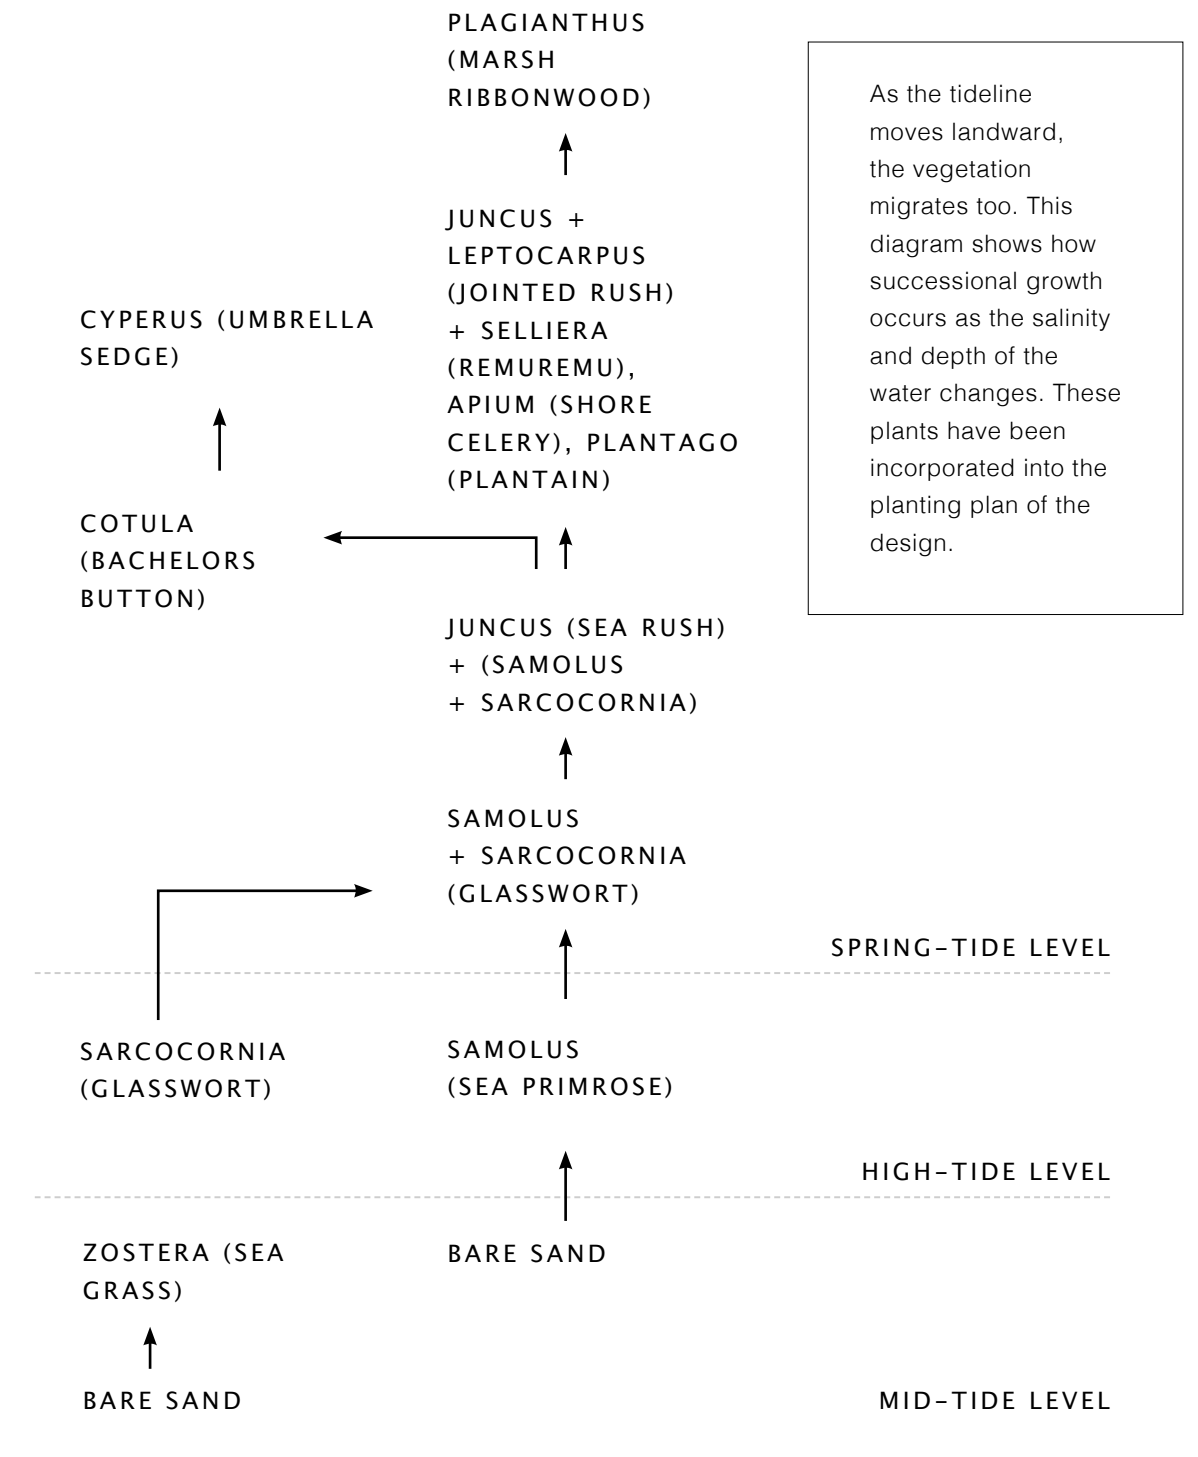 PLAGIANTHUS
(MARSH
RIBBONWOOD)
As the tideline
moves landward,
the vegetation
migrates too. This
diagram shows how
successional growth
occurs as the salinity
and depth of the
water changes. These
plants have been
incorporated into the
planting plan of the
design.
JUNCUS +
LEPTOCARPUS
(JOINTED RUSH)
+ SELLIERA
(REMUREMU),
APIUM (SHORE
CELERY), PLANTAGO
(PLANTAIN)
CYPERUS (UMBRELLA
SEDGE)
COTULA
(BACHELORS
BUTTON)
JUNCUS (SEA RUSH)
+ (SAMOLUS
+ SARCOCORNIA)
SAMOLUS
+ SARCOCORNIA
(GLASSWORT)
SPRING–TIDE LEVEL
SARCOCORNIA
(GLASSWORT)
SAMOLUS
(SEA PRIMROSE)
HIGH–TIDE LEVEL
ZOSTERA (SEA
GRASS)
BARE SAND
BARE SAND
MID–TIDE LEVEL